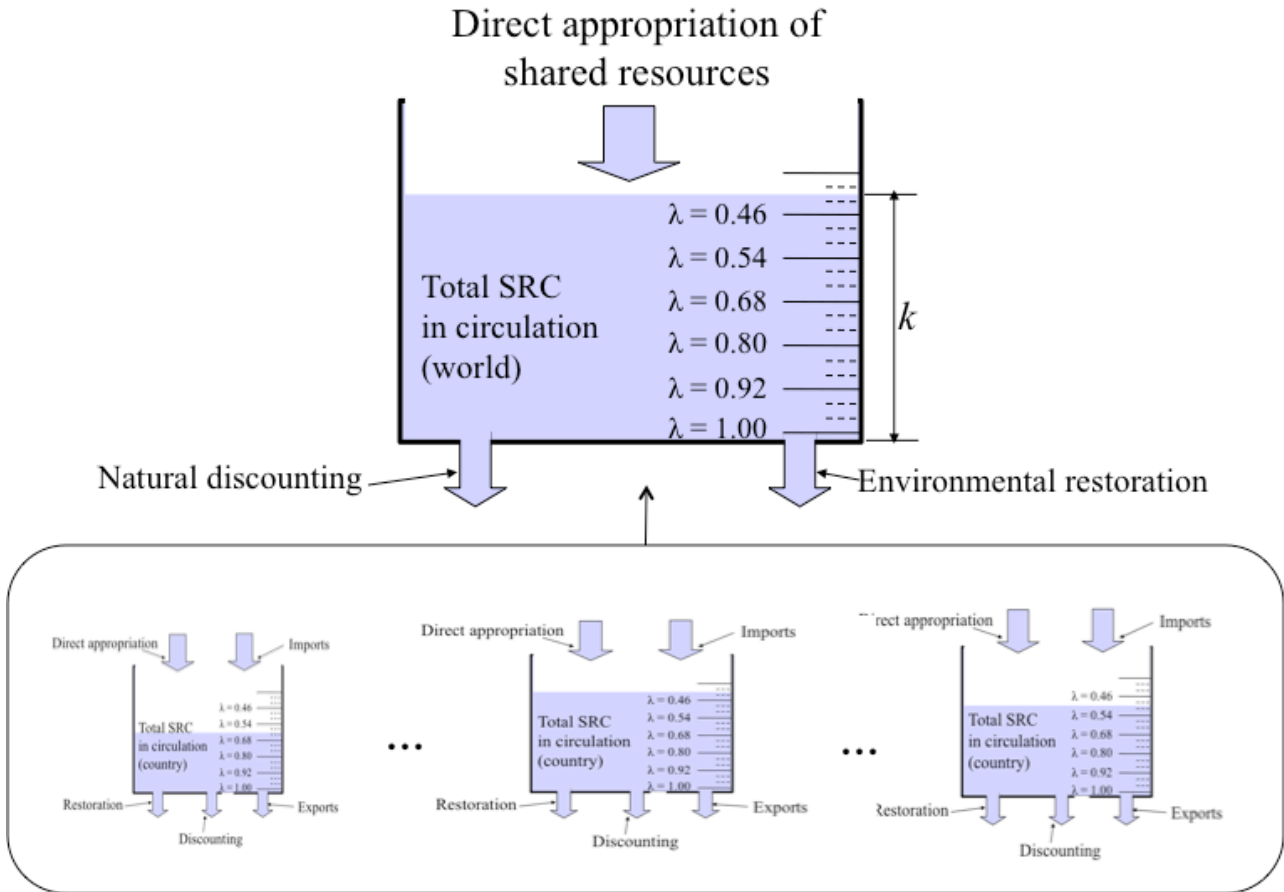 Direct appropriation of
shared resources
λ = 0.46
λ = 0.54
Total SRC
in circulation
(world)
λ = 0.68
λ = 0.80
λ = 0.92
λ = 1.00
k
Natural discounting
Environmental restoration
Direct appropriation
Imports
λ = 0.46
λ = 0.54
Total SRC
in circulation
(country)
λ = 0.68
λ = 0.80
λ = 0.92
λ = 1.00
Restoration
Discounting
Exports
...
Direct appropriation
Imports
λ = 0.46
λ = 0.54
Total SRC
in circulation
(country)
λ = 0.68
λ = 0.80
λ = 0.92
λ = 1.00
Restoration
Discounting
Exports
...
rect appropriation
Imports
λ = 0.46
λ = 0.54
Total SRC
in circulation
(country)
λ = 0.68
λ = 0.80
λ = 0.92
λ = 1.00
Restoration
Discounting
Exports